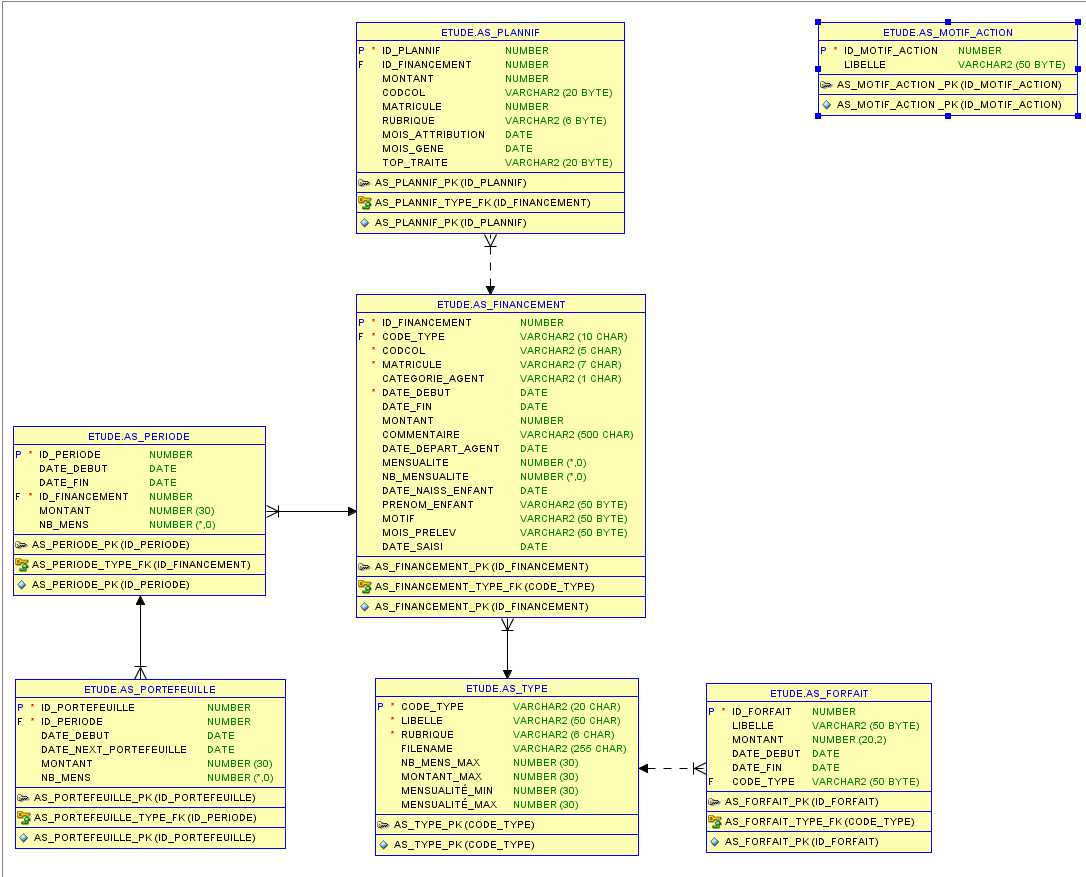 ETUDE.AS_PLANNIF
P * ID_PLANNIF NUMBER
F ID_FINANCEMENT NUMBER
MONTANT NUMBER
CODCOL VARCHAR2 (20 BYTE)
MATRICULE NUMBER
RUBRIQUE VARCHAR2 (6 BYTE)
MOIS_ATTRIBUTION DATE
MOIS_GENE DATE
TOP_TRAITE VARCHAR2 (20 BYTE)
AS_PLANNIF_PK (ID_PLANNIF)
AS_PLANNIF_TYPE_FK (ID_FINANCEMENT)
AS_PLANNIF_PK (ID_PLANNIF)
ETUDE.AS_MOTIF_ACTION
P * ID_MOTIF_ACTION NUMBER
LIBELLE VARCHAR2 (50 BYTE)
AS_MOTIF_ACTION _PK (ID_MOTIF_ACTION)
AS_MOTIF_ACTION _PK (ID_MOTIF_ACTION)
ETUDE.AS_FINANCEMENT
P * ID_FINANCEMENT NUMBER
F * CODE_TYPE VARCHAR2 (10 CHAR)
* CODCOL VARCHAR2 (5 CHAR)
* MATRICULE VARCHAR2 (7 CHAR)
CATEGORIE_AGENT VARCHAR2 (1 CHAR)
* DATE_DEBUT DATE
DATE_FIN DATE
MONTANT NUMBER
COMMENTAIRE VARCHAR2 (500 CHAR)
DATE_DEPART_AGENT DATE
MENSUALITE NUMBER (*,0)
NB_MENSUALITE NUMBER (*,0)
DATE_NAISS_ENFANT DATE
PRENOM_ENFANT VARCHAR2 (50 BYTE)
MOTIF VARCHAR2 (50 BYTE)
MOIS_PRELEV VARCHAR2 (50 BYTE)
DATE_SAISI DATE
AS_FINANCEMENT_PK (ID_FINANCEMENT)
AS_FINANCEMENT_TYPE_FK (CODE_TYPE)
AS_FINANCEMENT_PK (ID_FINANCEMENT)
ETUDE.AS_PERIODE
P * ID_PERIODE NUMBER
DATE_DEBUT DATE
DATE_FIN DATE
F * ID_FINANCEMENT NUMBER
MONTANT NUMBER (30)
NB_MENS NUMBER (*,0)
AS_PERIODE_PK (ID_PERIODE)
AS_PERIODE_TYPE_FK (ID_FINANCEMENT)
AS_PERIODE_PK (ID_PERIODE)
ETUDE.AS_PORTEFEUILLE
P * ID_PORTEFEUILLE NUMBER
F * ID_PERIODE NUMBER
DATE_DEBUT DATE
DATE_NEXT_PORTEFEUILLE DATE
MONTANT NUMBER (30)
NB_MENS NUMBER (*,0)
AS_PORTEFEUILLE_PK (ID_PORTEFEUILLE)
AS_PORTEFEUILLE_TYPE_FK (ID_PERIODE)
AS_PORTEFEUILLE_PK (ID_PORTEFEUILLE)
ETUDE.AS_TYPE
P * CODE_TYPE VARCHAR2 (20 CHAR)
* LIBELLE VARCHAR2 (50 CHAR)
* RUBRIQUE VARCHAR2 (6 CHAR)
FILENAME VARCHAR2 (255 CHAR)
NB_MENS_MAX NUMBER (30)
MONTANT_MAX NUMBER (30)
MENSUALITÉ_MIN NUMBER (30)
MENSUALITÉ_MAX NUMBER (30)
AS_TYPE_PK (CODE_TYPE)
AS_TYPE_PK (CODE_TYPE)
ETUDE.AS_FORFAIT
P * ID_FORFAIT NUMBER
LIBELLE VARCHAR2 (50 BYTE)
MONTANT NUMBER (20,2)
DATE_DEBUT DATE
DATE_FIN DATE
F CODE_TYPE VARCHAR2 (50 BYTE)
AS_FORFAIT_PK (ID_FORFAIT)
AS_FORFAIT_TYPE_FK (CODE_TYPE)
AS_FORFAIT_PK (ID_FORFAIT)